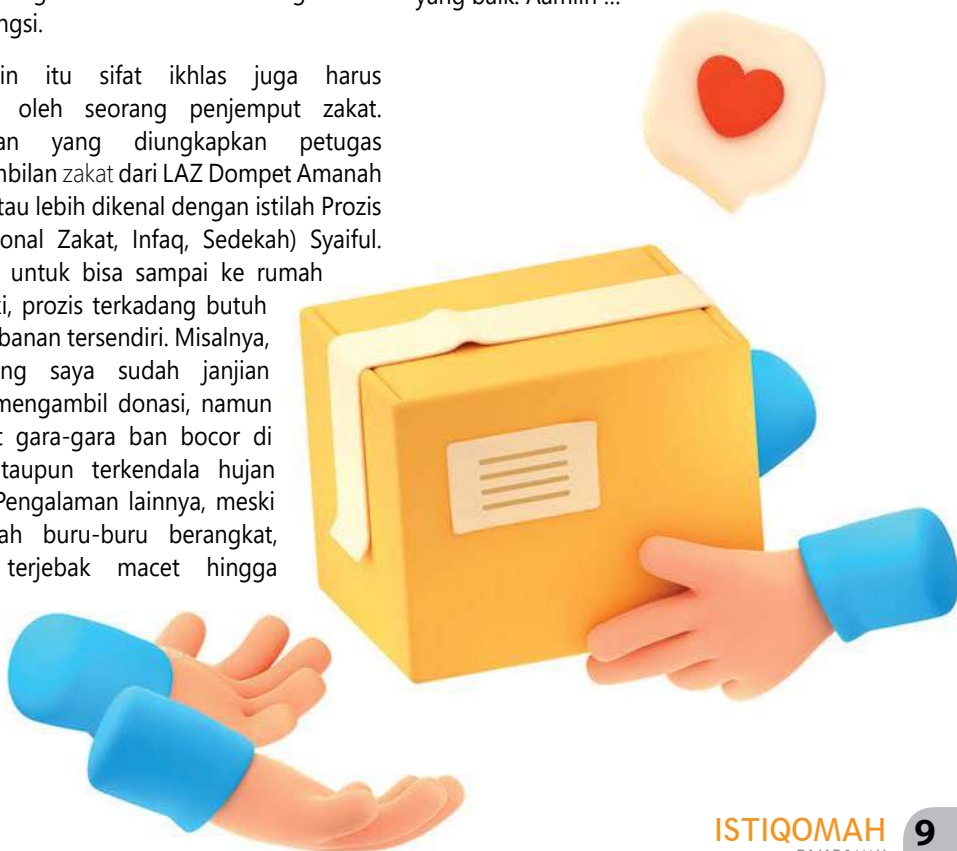 ngsi.
in itu sifat ikhlas juga harus
oleh seorang penjemput zakat.
an yang diungkapkan petugas
mbilan zakat dari LAZ Dompet Amanah
tau lebih dikenal dengan istilah Prozis
onal Zakat, Infaq, Sedekah) Syaiful.
untuk bisa sampai ke rumah
i, prozis terkadang butuh
banan tersendiri. Misalnya,
ng saya sudah janjian
mengambil donasi, namun
t gara-gara ban bocor di
taupun terkendala hujan
Pengalaman lainnya, meski
ah buru-buru berangkat,
terjebak macet hingga
yang baik. Aamiin ...
ISTIQOMAH 9